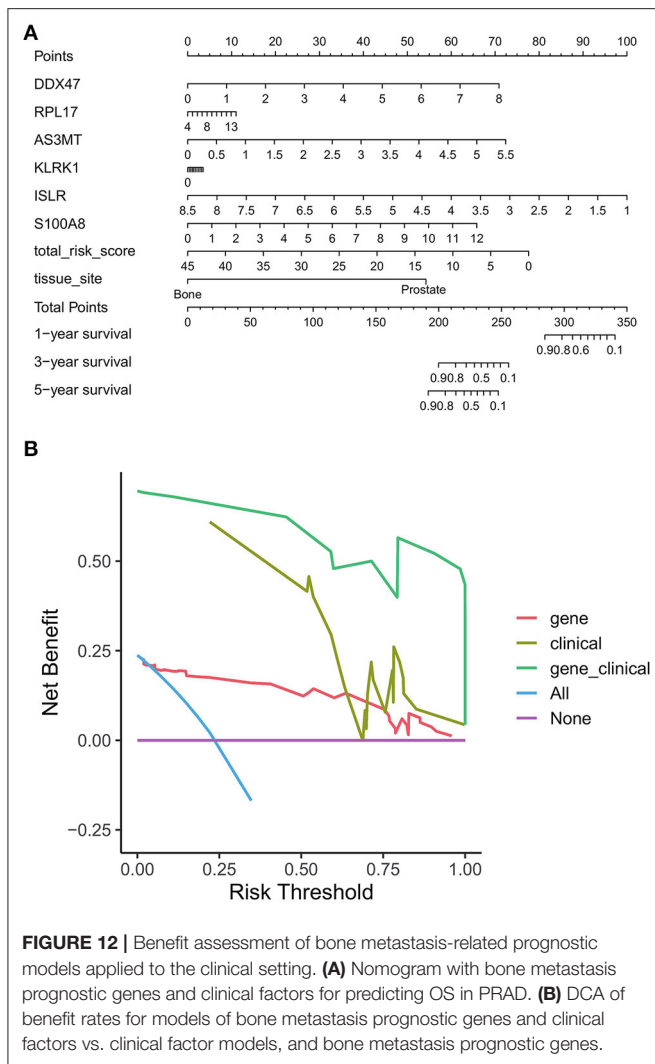 A
Points
0 10 20 30 40 50 60 70 80 90 100
DDX47
0 1 2 3 4 5 6 7 8
RPL17
4 8 13
AS3MT
0 0.5 1 1.5 2 2.5 3 3.5 4 4.5 5 5.5
KLRK1
0
ISLR
8.5 8 7.5 7 6.5 6 5.5 5 4.5 4 3.5 3 2.5 2 1.5 1
S100A8
0 1 2 3 4 5 6 7 8 9 10 11 12
total_risk_score
45 40 35 30 25 20 15 10 5 0
tissue_site
Bone Prostate
Total Points
0 50 100 150 200 250 300 350
1−year survival
0.90.8 0.6 0.1
3−year survival
0.90.8 0.5 0.1
5−year survival
0.90.8 0.5 0.1
B
Net Benefit
0.50
0.25
0.00
−0.25
0.00 0.25 0.50 0.75 1.00
Risk Threshold
gene
clinical
gene_clinical
All
None
FIGURE 12 | Benefit assessment of bone metastasis-related prognostic
models applied to the clinical setting. (A) Nomogram with bone metastasis
prognostic genes and clinical factors for predicting OS in PRAD. (B) DCA of
benefit rates for models of bone metastasis prognostic genes and clinical
factors vs. clinical factor models, and bone metastasis prognostic genes.